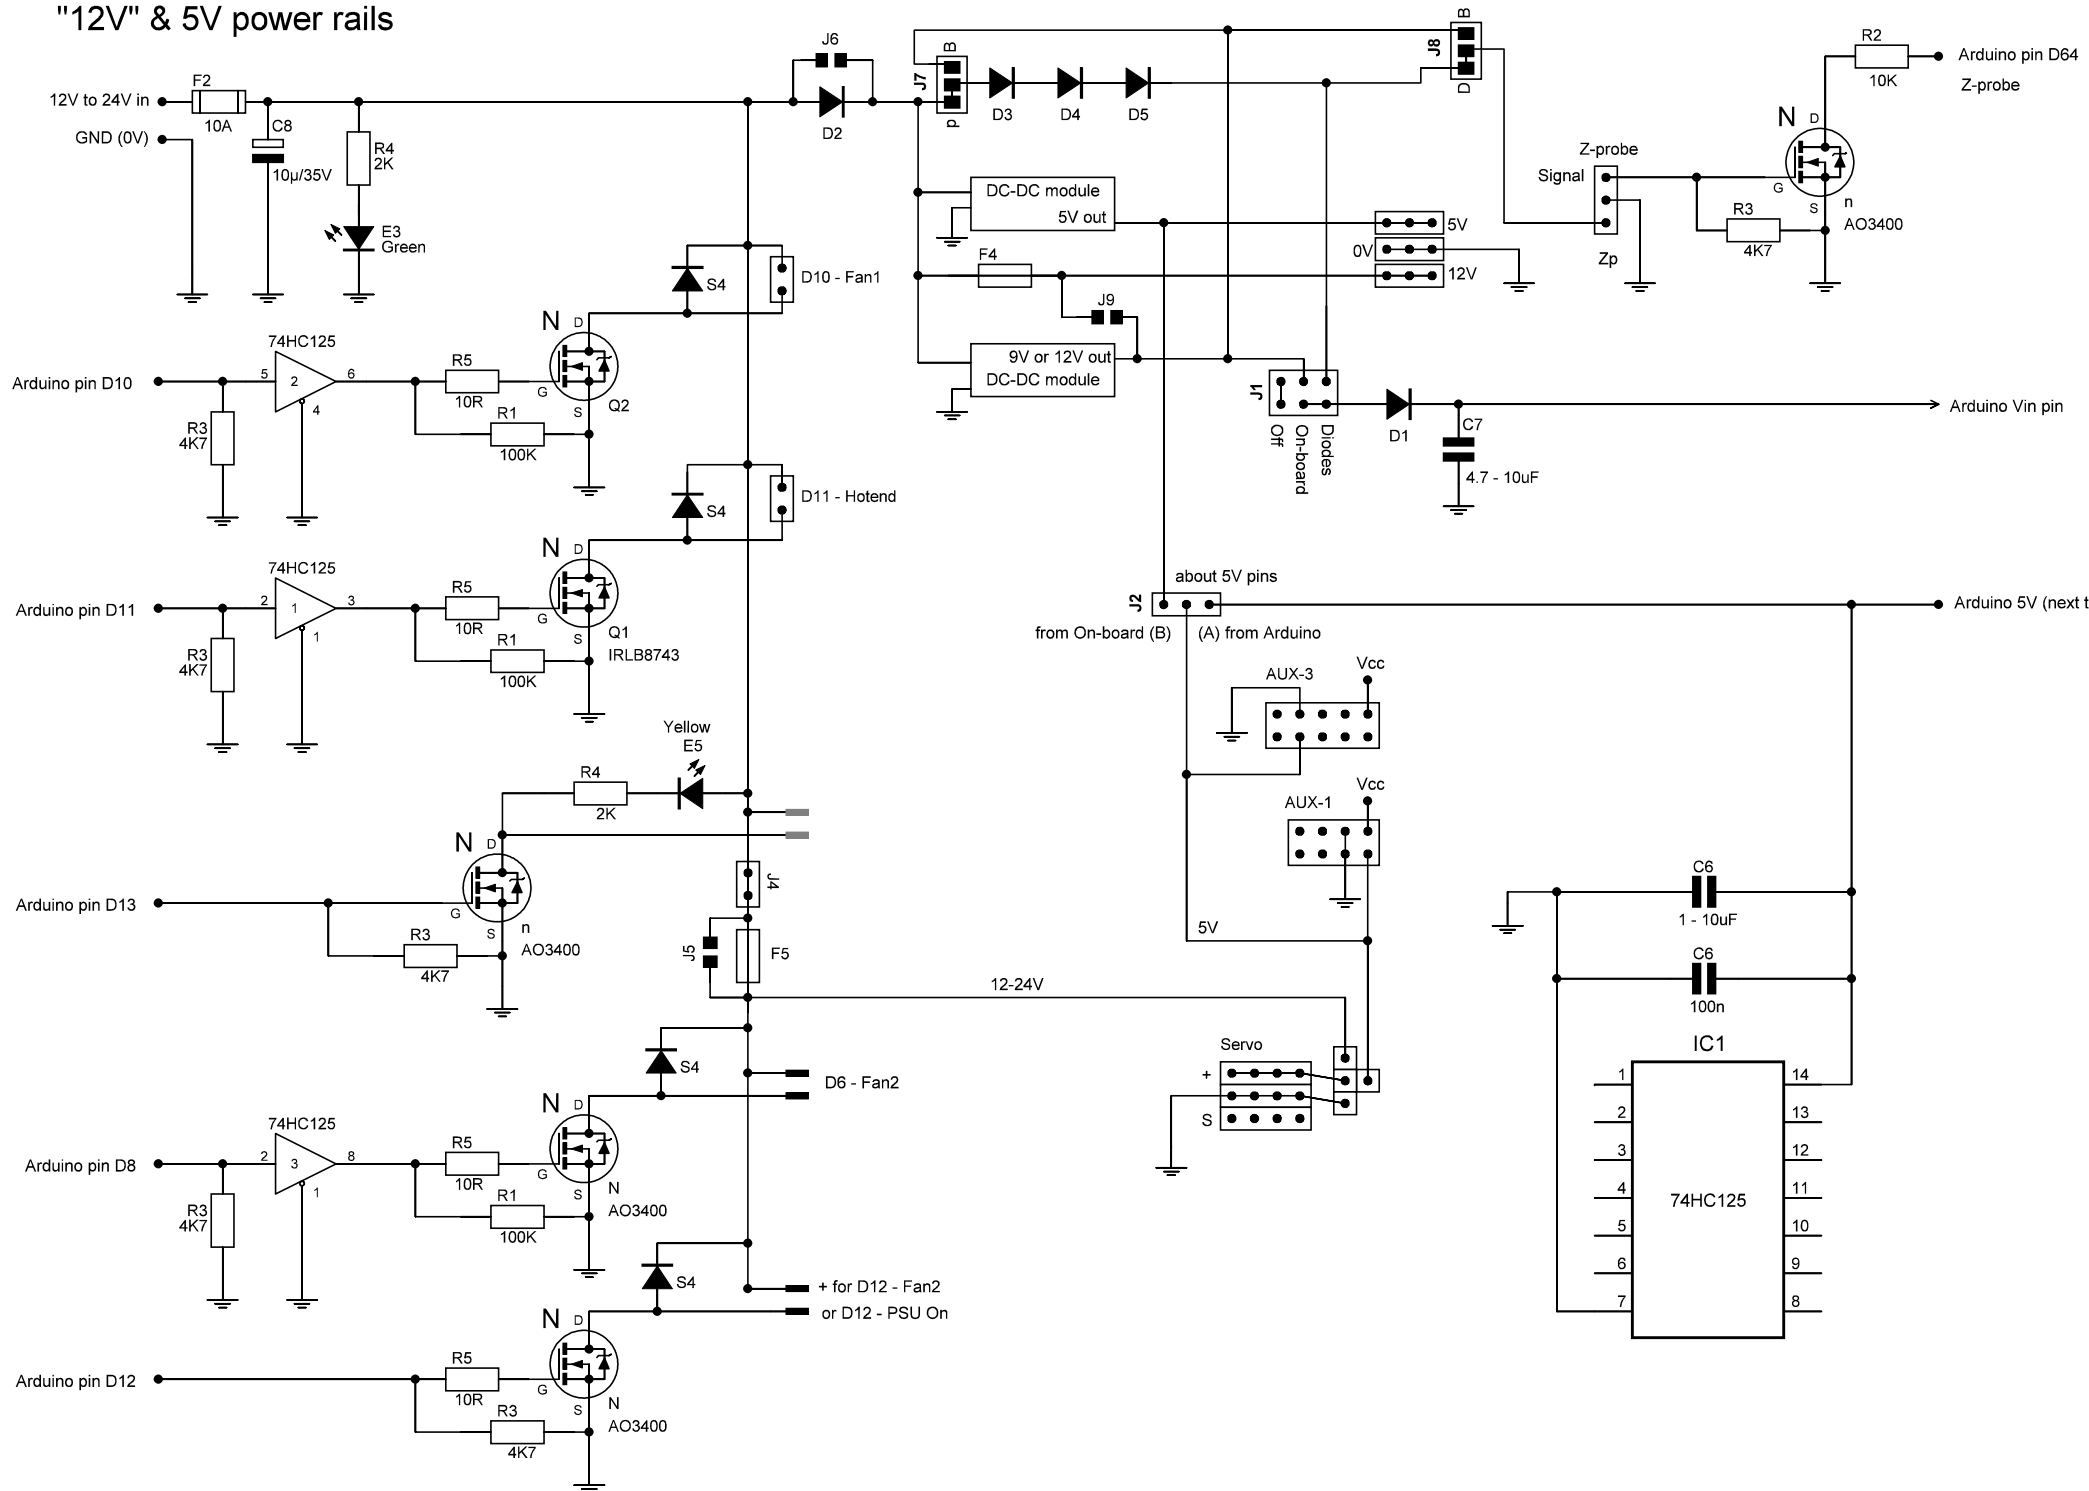 "12V" & 5V power rails
12V to 24V in
F2
10A
GND (0V)
C8
10µ/35V
R4
2K
E3
Green
J6
D2
J7
B
p
D3
D4
D5
J8
B
D
R2
10K
Arduino pin D64
Z-probe
N
D
G
S
n
AO3400
Z-probe
Signal
Zp
R3
4K7
DC-DC module
5V out
5V
0V
12V
F4
J9
9V or 12V out
DC-DC module
J1
Off
On-board
Diodes
D1
C7
4.7 - 10uF
Arduino Vin pin
S4
D10 - Fan1
Arduino pin D10
74HC125
5
2
6
4
R3
4K7
R5
10R
R1
100K
N
D
G
S
Q2
S4
D11 - Hotend
Arduino pin D11
74HC125
2
1
3
1
R3
4K7
R5
10R
R1
100K
N
D
G
S
Q1
IRLB8743
about 5V pins
J2
from On-board (B)
(A) from Arduino
Arduino 5V (next t
AUX-3
Vcc
AUX-1
Vcc
5V
Yellow
E5
R4
2K
N
D
G
S
n
AO3400
Arduino pin D13
R3
4K7
J4
J5
F5
12-24V
C6
1 - 10uF
C6
100n
S4
D6 - Fan2
Servo
+
S
Arduino pin D8
74HC125
2
3
8
1
R3
4K7
R5
10R
R1
100K
N
D
G
S
N
AO3400
S4
+ for D12 - Fan2
or D12 - PSU On
Arduino pin D12
R5
10R
R3
4K7
N
D
G
S
N
AO3400
IC1
74HC125
1
2
3
4
5
6
7
14
13
12
11
10
9
8